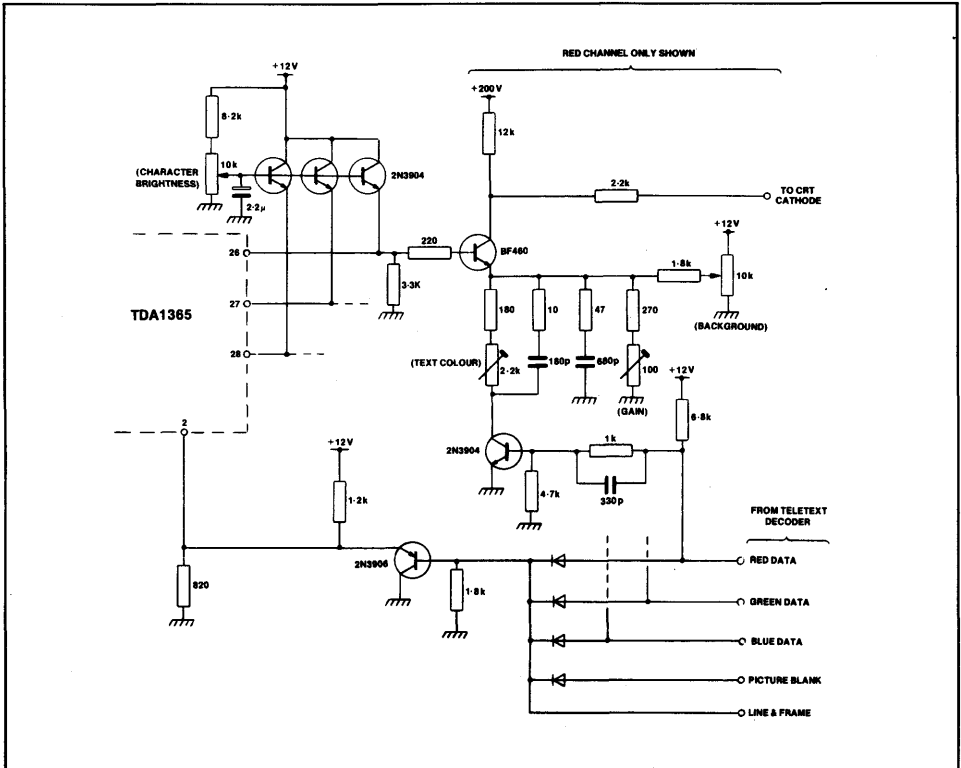 RED CHANNEL ONLY SHOWN
+12V
+200V
8·2k
12k
10k
(CHARACTER
BRIGHTNESS)
2N3904
2·2µ
2·2k
TO CRT
CATHODE
+12V
26
220
BF460
1·8k
10k
3·3K
(BACKGROUND)
27
TDA1365
180
10
47
270
28
(TEXT COLOUR)
2·2k
180p
680p
100
(GAIN)
+12V
6·8k
2
+12V
2N3904
1k
330p
4·7k
1·2k
FROM TELETEXT
DECODER
2N3906
RED DATA
820
1·8k
GREEN DATA
BLUE DATA
PICTURE BLANK
LINE & FRAME